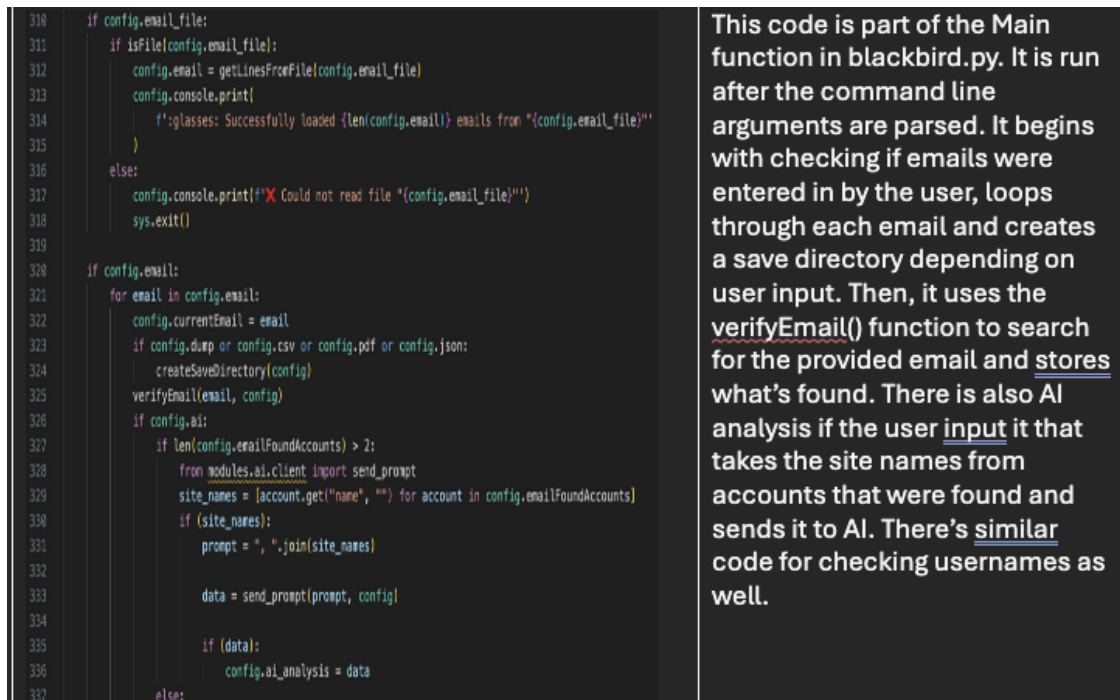 310 if config.email_file:
311 if isFile(config.email_file):
312 config.email = getLinesFromFile(config.email_file)
313 config.console.print(
314 f':glasses: Successfully loaded {len(config.email)} emails from "{config.email_file}"'
315 )
316 else:
317 config.console.print(f'❌ Could not read file "{config.email_file}"')
318 sys.exit()
319
320 if config.email:
321 for email in config.email:
322 config.currentEmail = email
323 if config.dump or config.csv or config.pdf or config.json:
324 createSaveDirectory(config)
325 verifyEmail(email, config)
326 if config.ai:
327 if len(config.emailFoundAccounts) > 2:
328 from modules.ai.client import send_prompt
329 site_names = [account.get("name", "") for account in config.emailFoundAccounts]
330 if (site_names):
331 prompt = ", ".join(site_names)
332
333 data = send_prompt(prompt, config)
334
335 if (data):
336 config.ai_analysis = data
337 else:
This code is part of the Main
function in blackbird.py. It is run
after the command line
arguments are parsed. It begins
with checking if emails were
entered in by the user, loops
through each email and creates
a save directory depending on
user input. Then, it uses the
verifyEmail() function to search
for the provided email and stores
what's found. There is also AI
analysis if the user input it that
takes the site names from
accounts that were found and
sends it to AI. There's similar
code for checking usernames as
well.